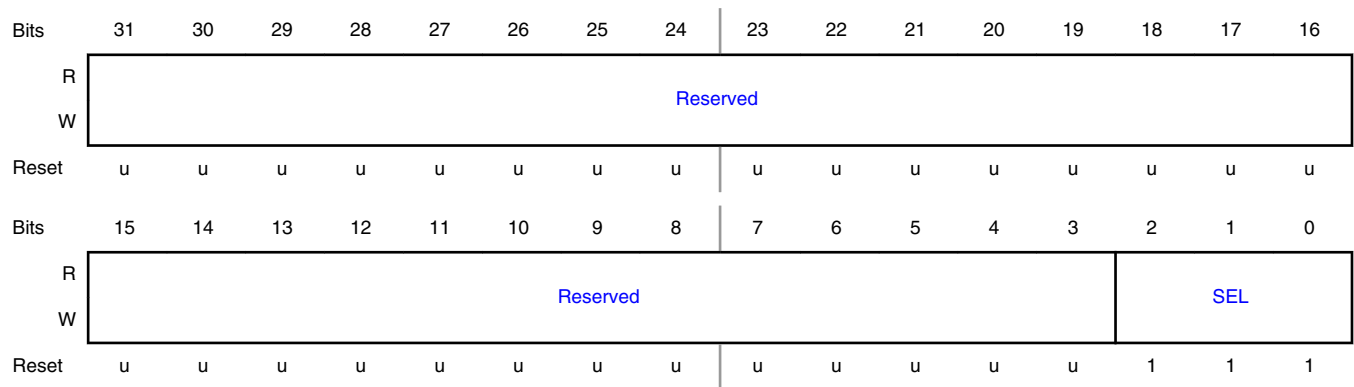 Bits 31 30 29 28 27 26 25 24 23 22 21 20 19 18 17 16
R
Reserved
W
Reset u u u u u u u u u u u u u u u u
Bits 15 14 13 12 11 10 9 8 7 6 5 4 3 2 1 0
R
Reserved SEL
W
Reset u u u u u u u u u u u u u 1 1 1